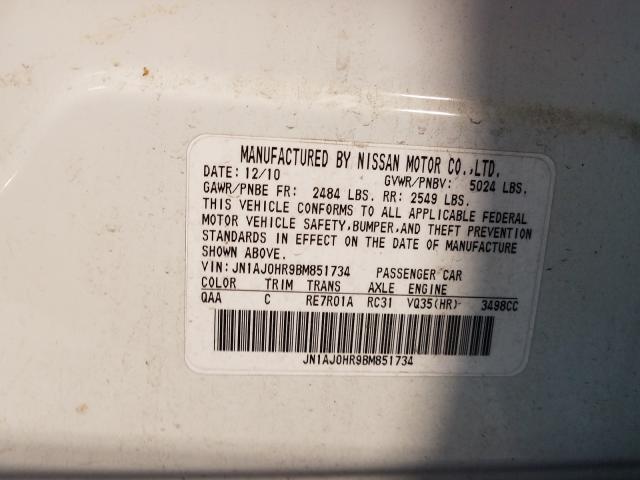 MANUFACTURED BY NISSAN MOTOR CO.,LTD.
DATE: 12/10 GVWR/PNBV: 5024 LBS.
GAWR/PNBE FR: 2484 LBS. RR: 2549 LBS.
THIS VEHICLE CONFORMS TO ALL APPLICABLE FEDERAL
MOTOR VEHICLE SAFETY,BUMPER,AND THEFT PREVENTION
STANDARDS IN EFFECT ON THE DATE OF MANUFACTURE
SHOWN ABOVE.
VIN: JN1AJ0HR9BM851734 PASSENGER CAR
COLOR TRIM TRANS AXLE ENGINE
QAA C RE7R01A RC31 VQ35(HR)- 3498CC
JN1AJ0HR9BM851734